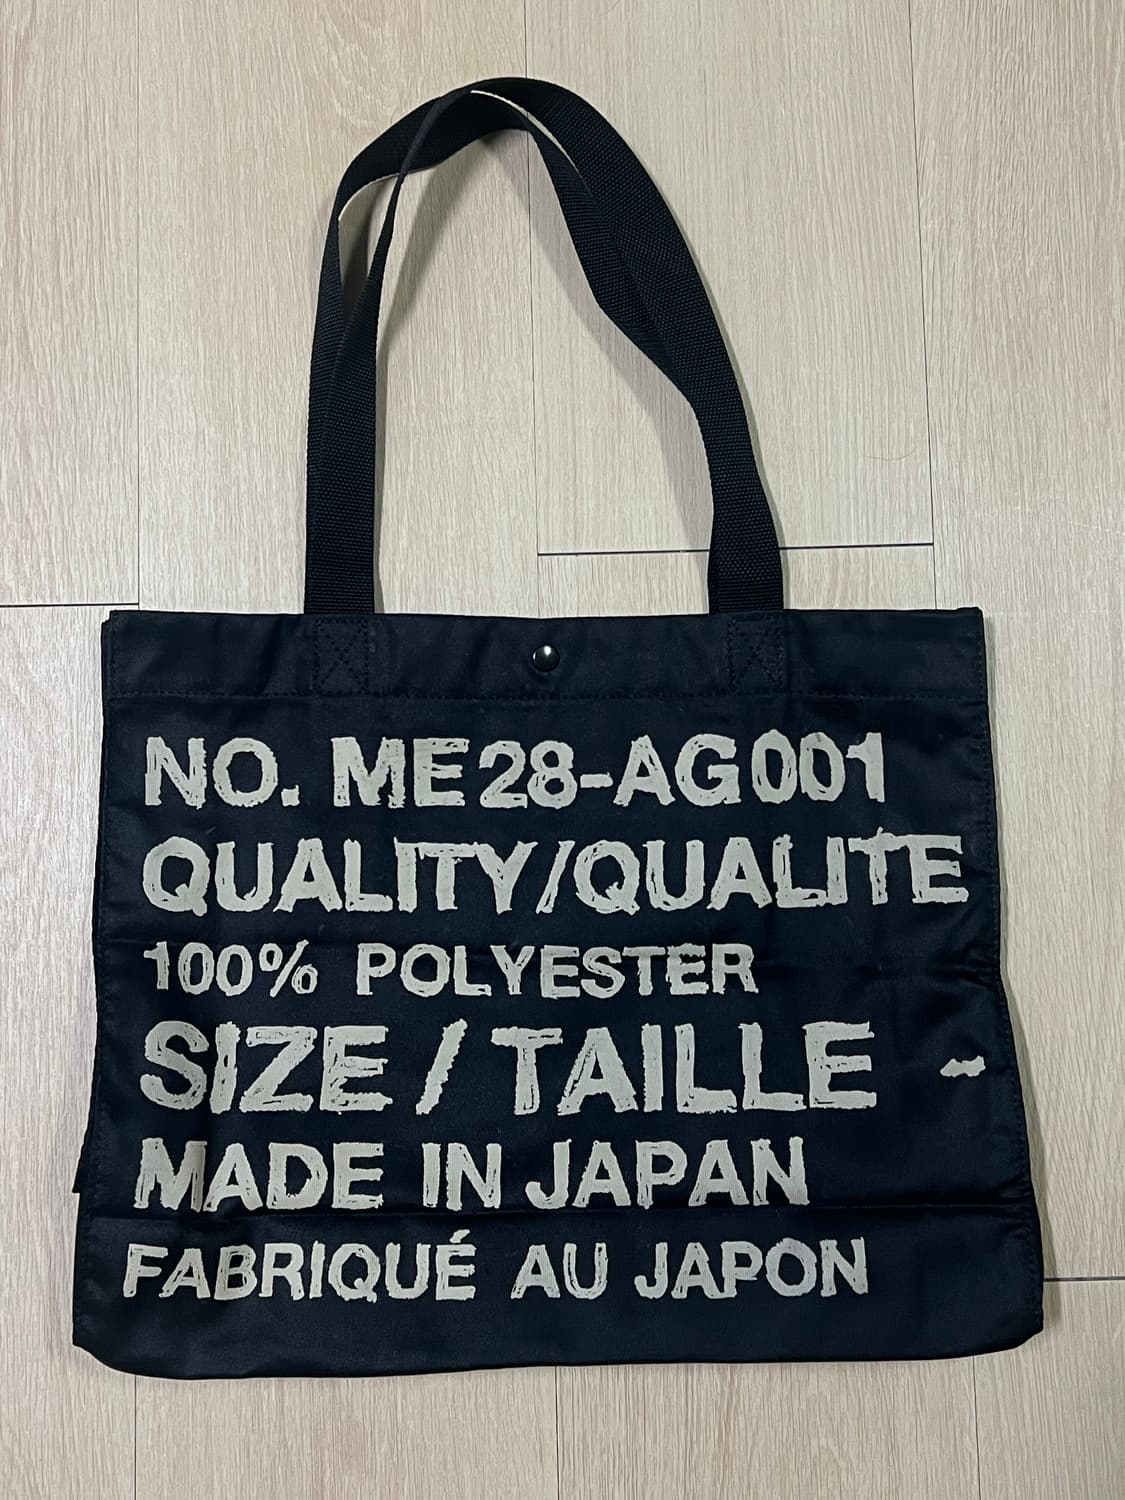 NO. ME28-AG001
QUALITY/QUALITE
100% POLYESTER
SIZE / TAILLE -
MADE IN JAPAN
FABRIQUÉ AU JAPON